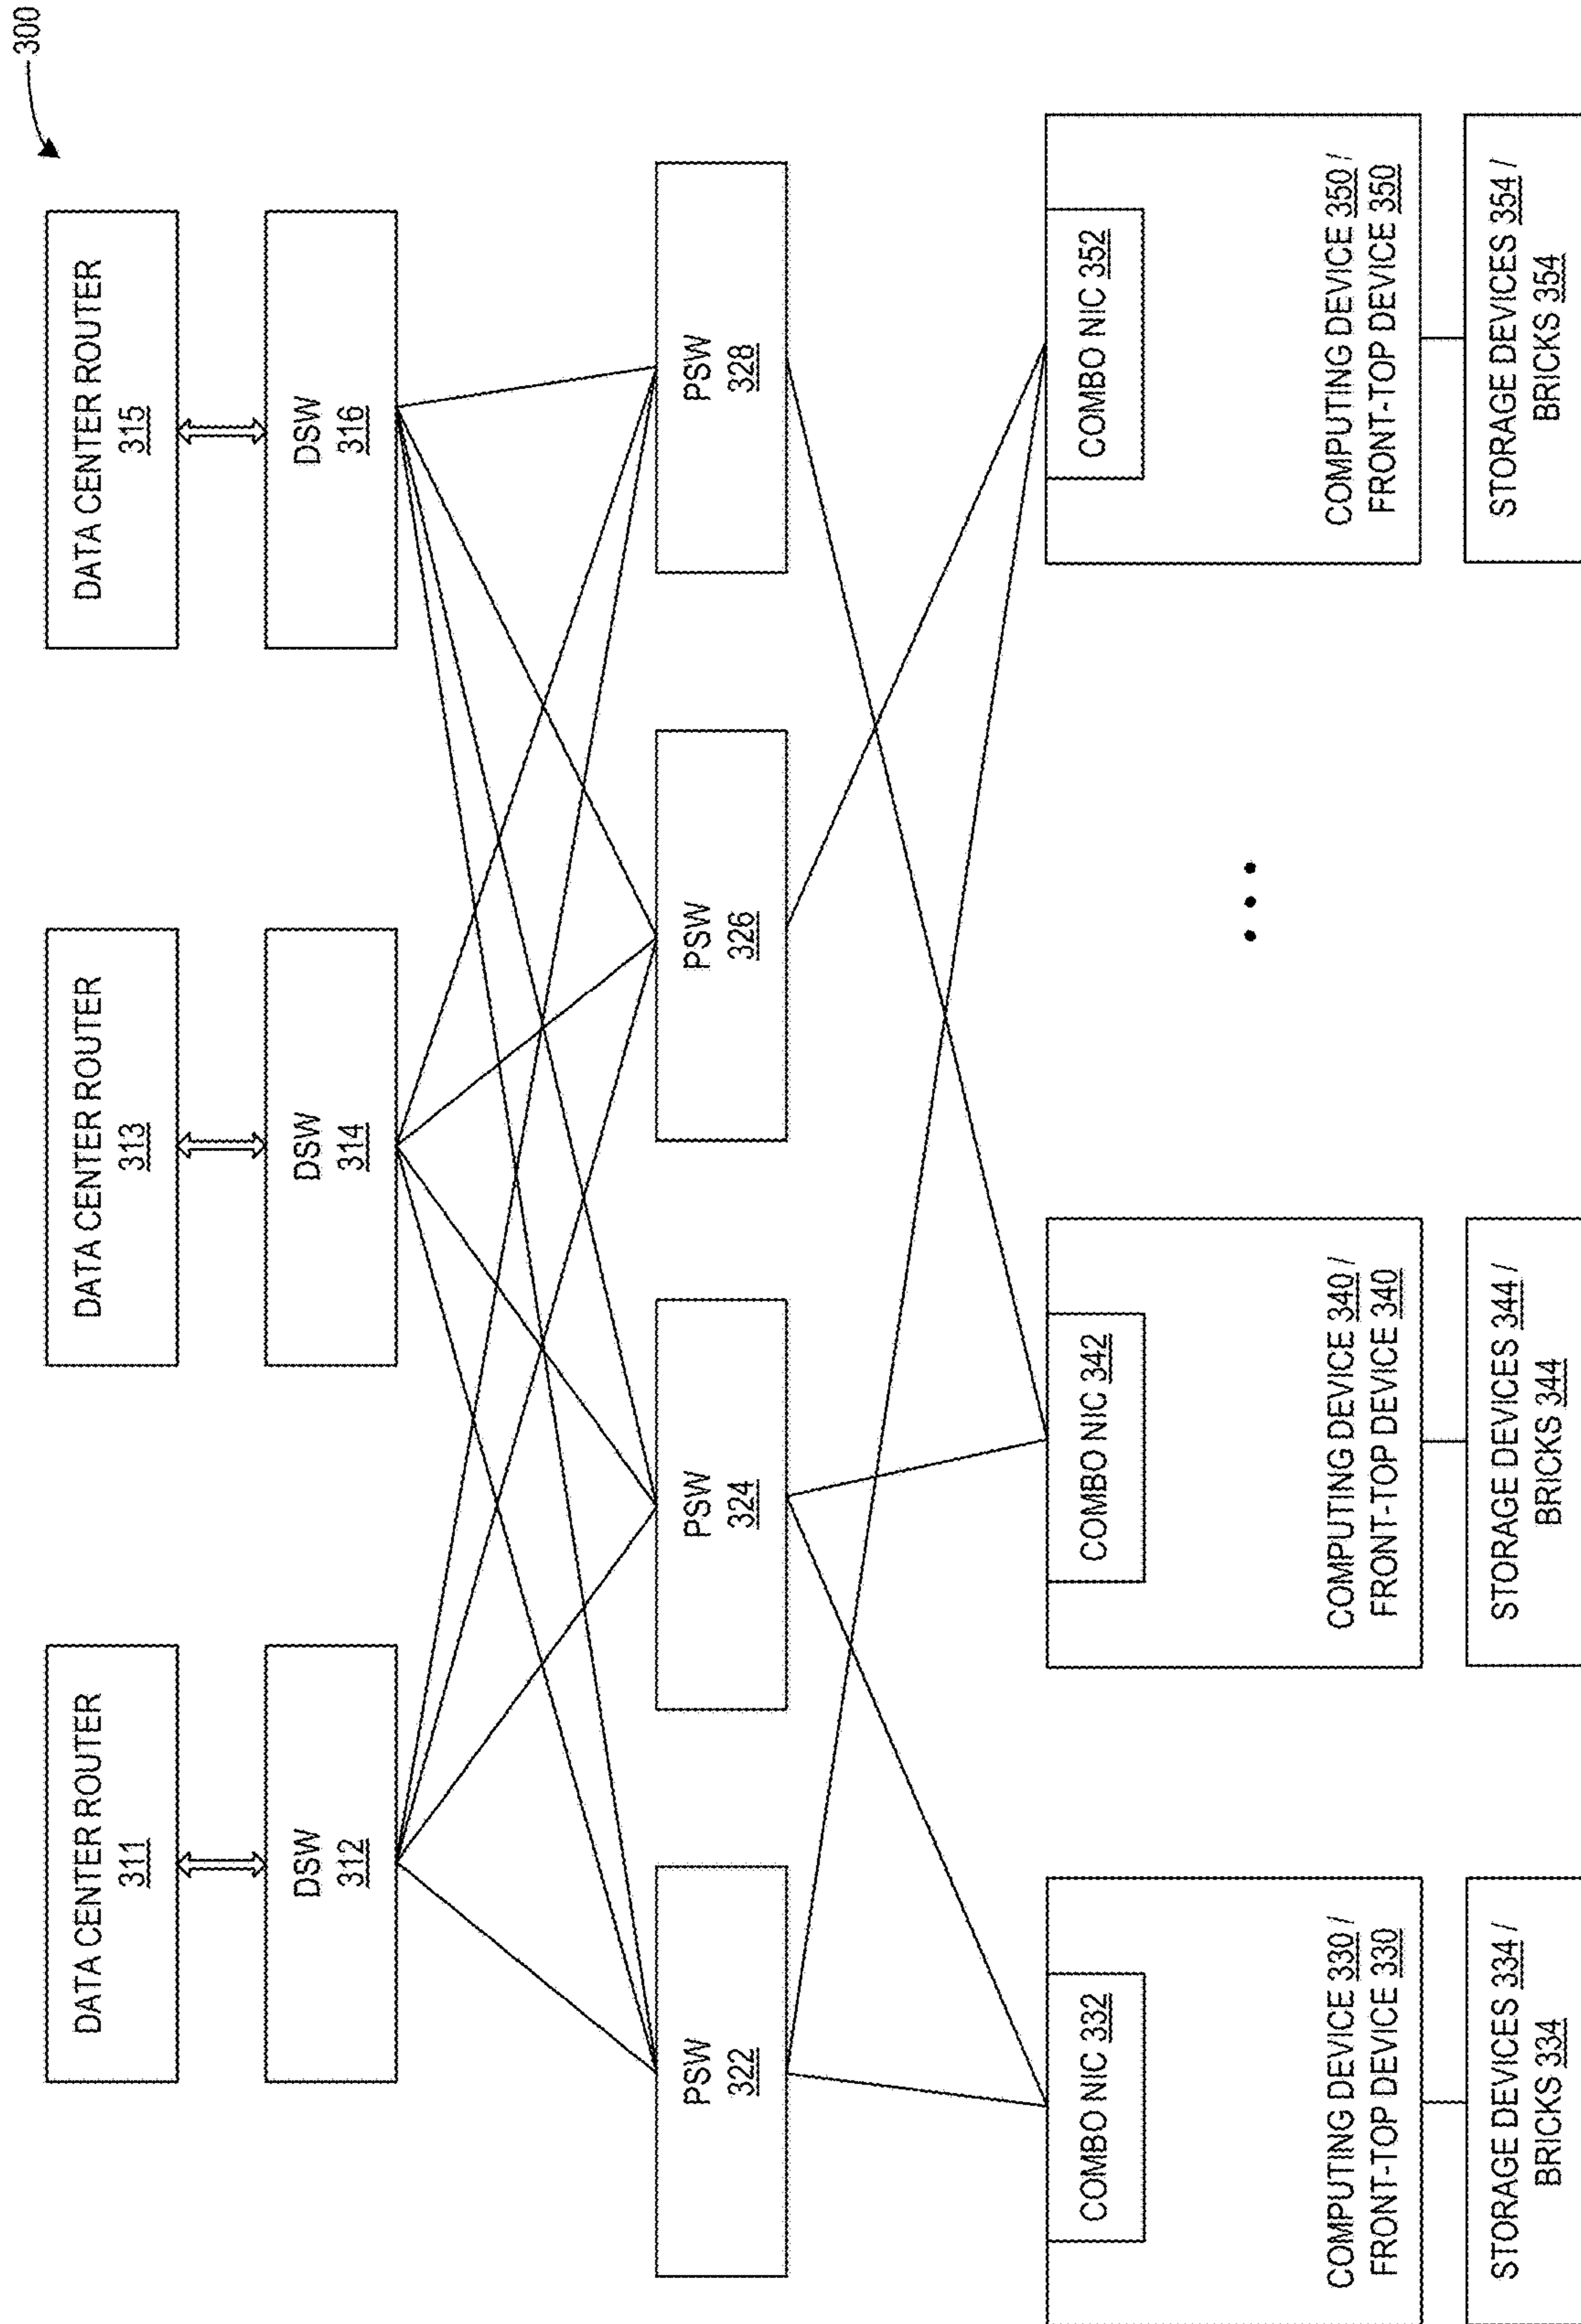 300
DATA CENTER ROUTER
311
DATA CENTER ROUTER
313
DATA CENTER ROUTER
315
DSW
312
DSW
314
DSW
316
PSW
322
PSW
324
PSW
326
PSW
328
COMBO NIC 332
COMBO NIC 342
COMBO NIC 352
COMPUTING DEVICE 330 /
FRONT-TOP DEVICE 330
COMPUTING DEVICE 340 /
FRONT-TOP DEVICE 340
COMPUTING DEVICE 350 /
FRONT-TOP DEVICE 350
STORAGE DEVICES 334 /
BRICKS 334
STORAGE DEVICES 344 /
BRICKS 344
STORAGE DEVICES 354 /
BRICKS 354